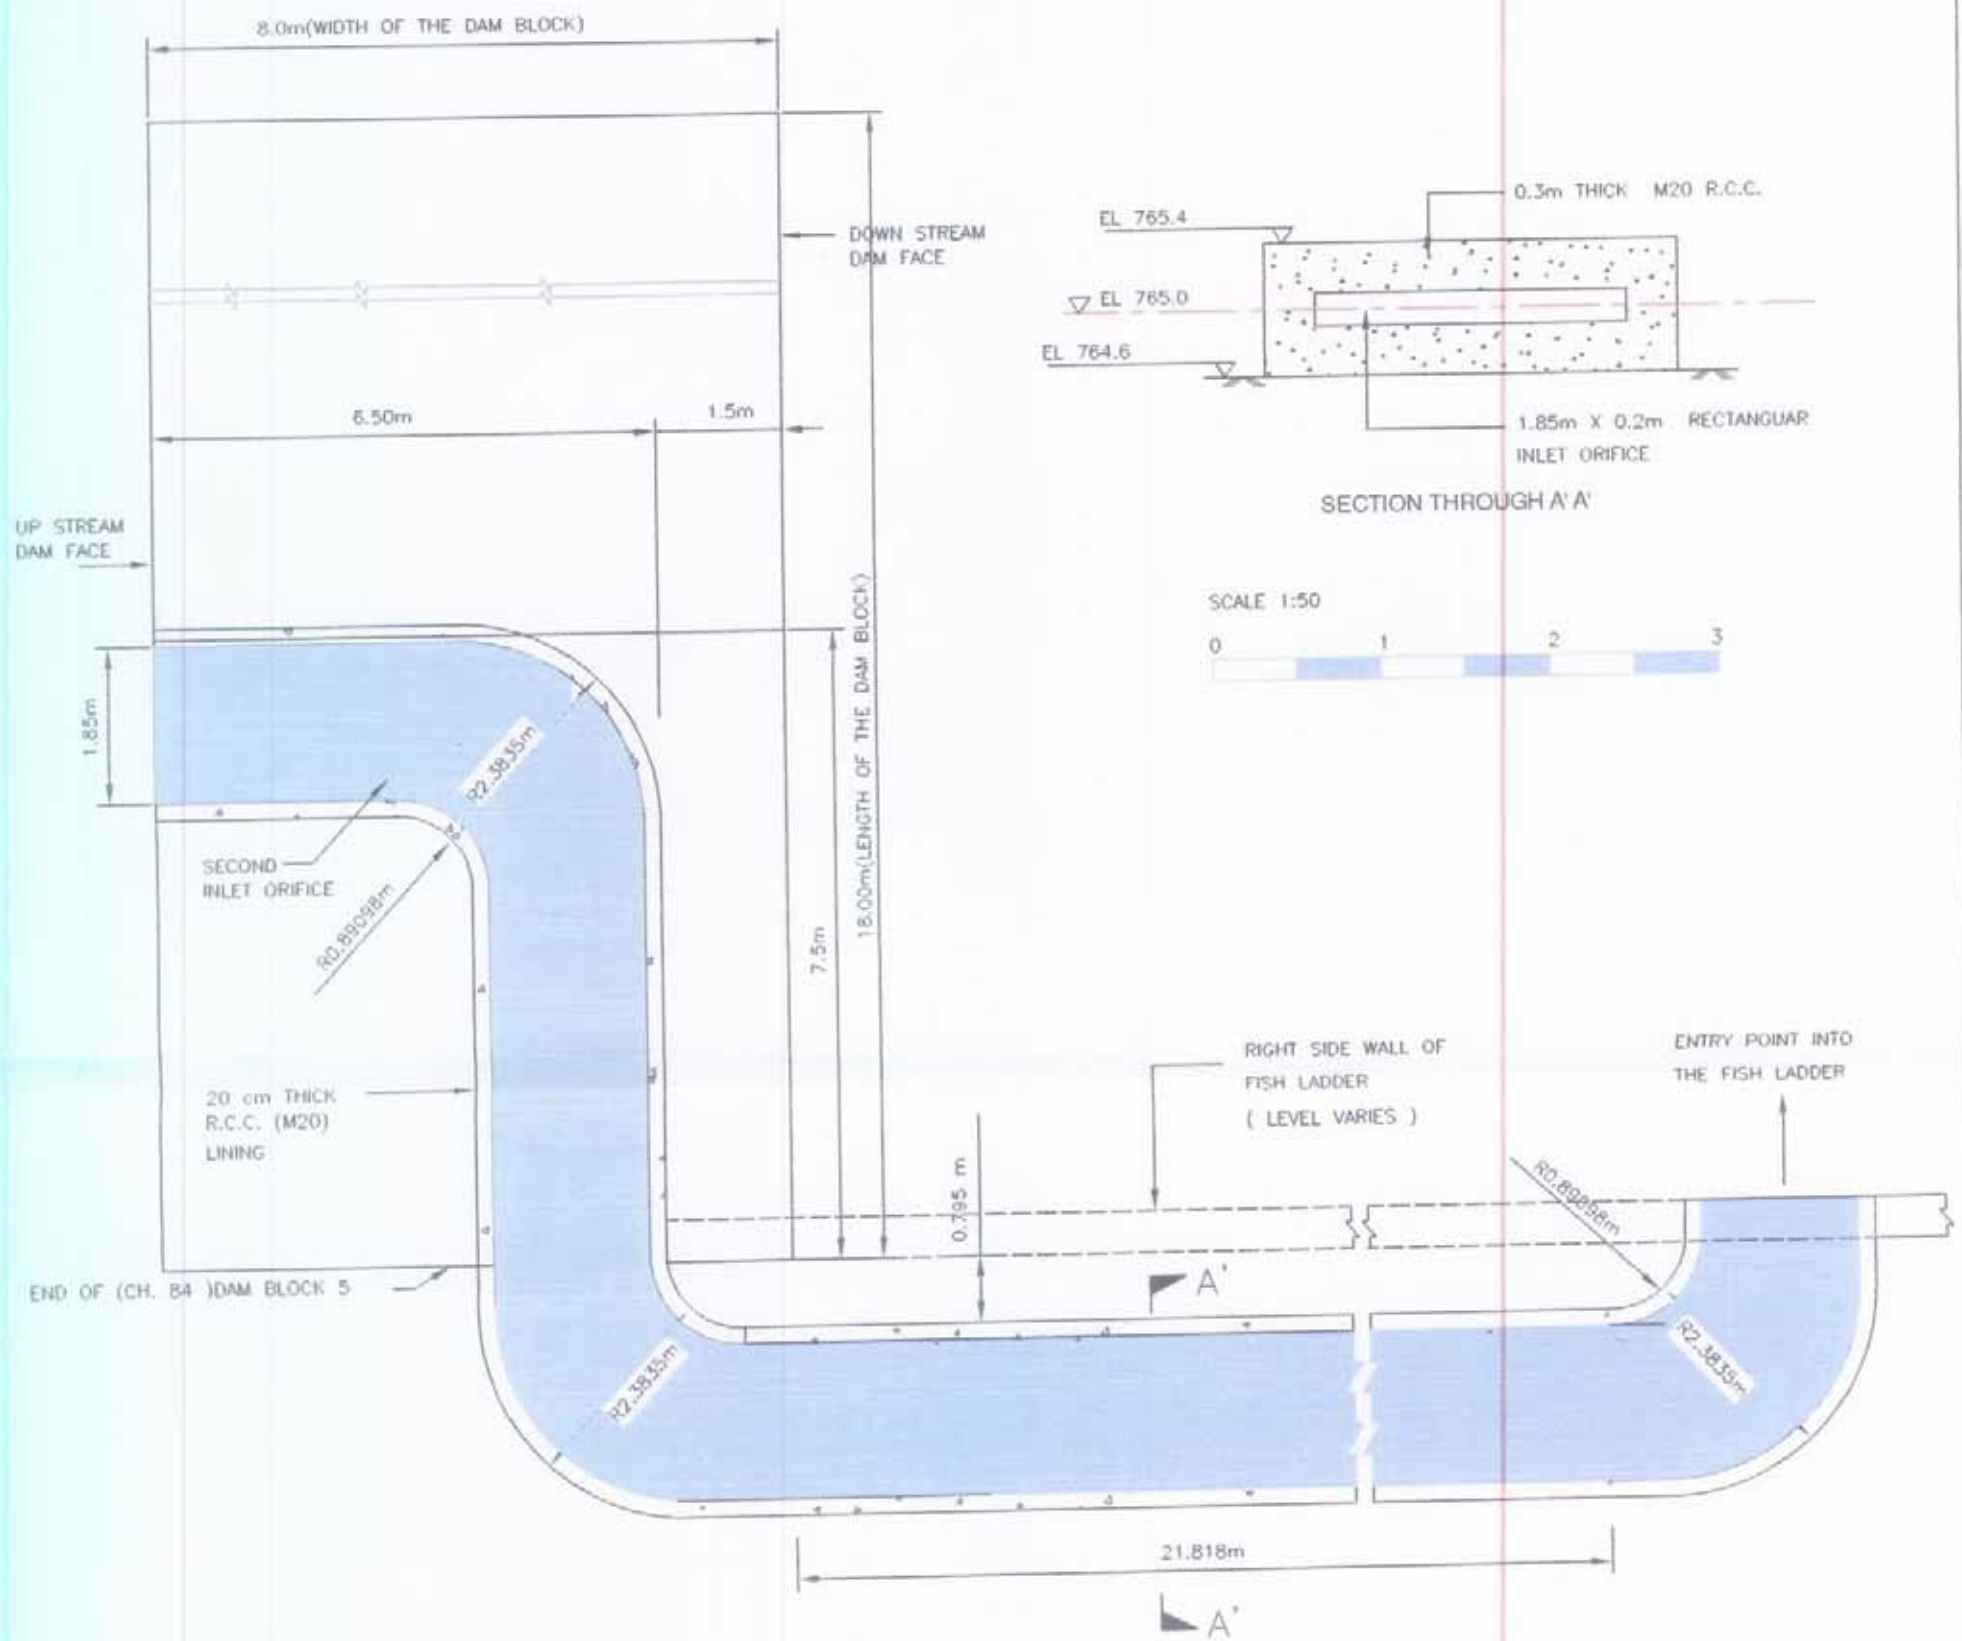 8.0m(WIDTH OF THE DAM BLOCK)
0.3m THICK M20 R.C.C.
EL 765.4
DOWN STREAM
DAM FACE
EL 765.0
EL 764.6
6.50m
1.5m
1.85m X 0.2m RECTANGUAR
INLET ORIFICE
SECTION THROUGH A' A'
UP STREAM
DAM FACE
SCALE 1:50
0 1 2 3
18.00m(LENGTH OF THE DAM BLOCK)
1.85m
R2.3835m
SECOND
INLET ORIFICE
R0.89098m
7.5m
20 cm THICK
R.C.C. (M20)
LINING
RIGHT SIDE WALL OF
FISH LADDER
( LEVEL VARIES )
ENTRY POINT INTO
THE FISH LADDER
0.795 m
R0.89898m
END OF (CH. 84 )DAM BLOCK 5
A'
R2.3835m
R2.3835m
21.818m
A'